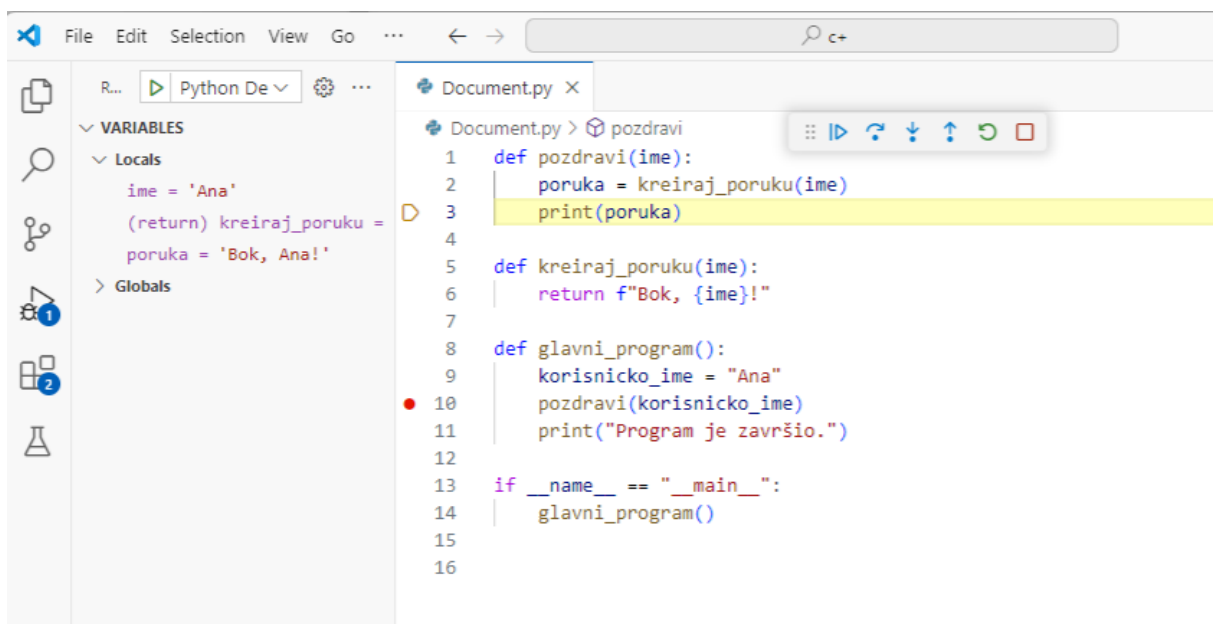 File Edit Selection View Go ··· c+
R... Python De ···
VARIABLES
Locals
ime = 'Ana'
(return) kreiraj_poruku =
poruka = 'Bok, Ana!'
Globals
1
2
Document.py
Document.py > pozdravi
1 def pozdravi(ime):
2 poruka = kreiraj_poruku(ime)
3 print(poruka)
4
5 def kreiraj_poruku(ime):
6 return f"Bok, {ime}!"
7
8 def glavni_program():
9 korisnicko_ime = "Ana"
10 pozdravi(korisnicko_ime)
11 print("Program je završio.")
12
13 if __name__ == "__main__":
14 glavni_program()
15
16